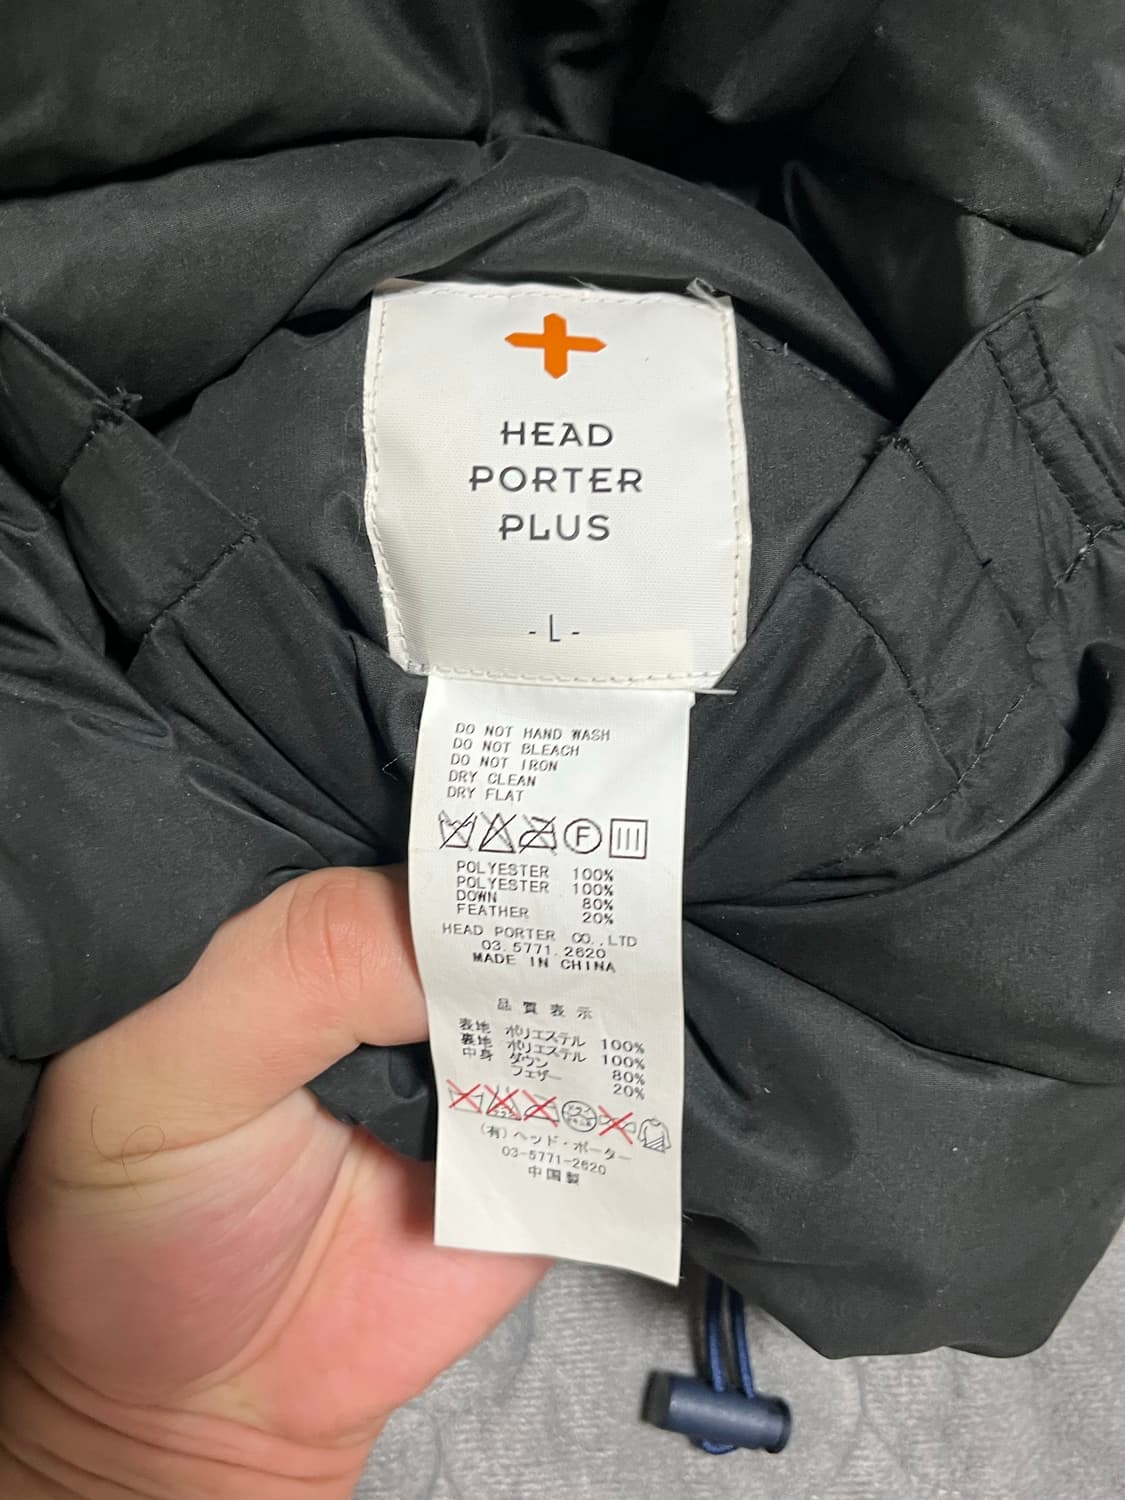 HEAD
PORTER
PLUS
- L -
DO NOT HAND WASH
DO NOT BLEACH
DO NOT IRON
DRY CLEAN
DRY FLAT
F
POLYESTER 100%
POLYESTER 100%
DOWN 80%
FEATHER 20%
HEAD PORTER CO.,LTD
03.5771.2620
MADE IN CHINA
品質表示
表地 ポリエステル 100%
裏地 ポリエステル 100%
中身 ダウン 80%
フェザー 20%
(有)ヘッド・ポーター
03-5771-2620
中国製